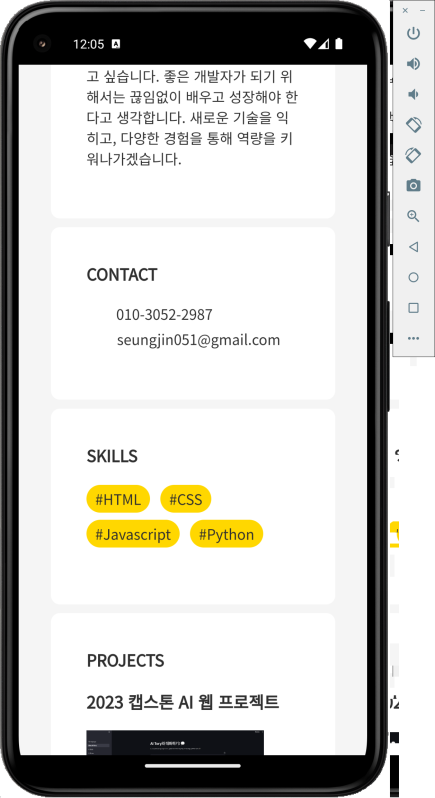 12:05
고 싶습니다. 좋은 개발자가 되기 위
해서는 끊임없이 배우고 성장해야 한
다고 생각합니다. 새로운 기술을 익
히고, 다양한 경험을 통해 역량을 키
워나가겠습니다.
CONTACT
010-3052-2987
seungjin051@gmail.com
SKILLS
#HTML #CSS
#Javascript #Python
PROJECTS
2023 캡스톤 AI 웹 프로젝트